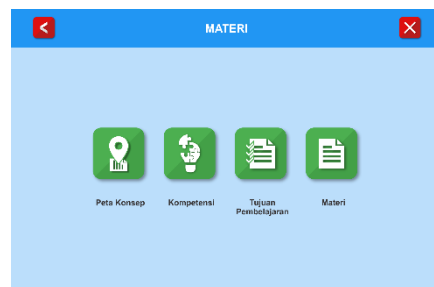 MATERI
Peta Konsep
Kompetensi
Tujuan
Pembelajaran
Materi